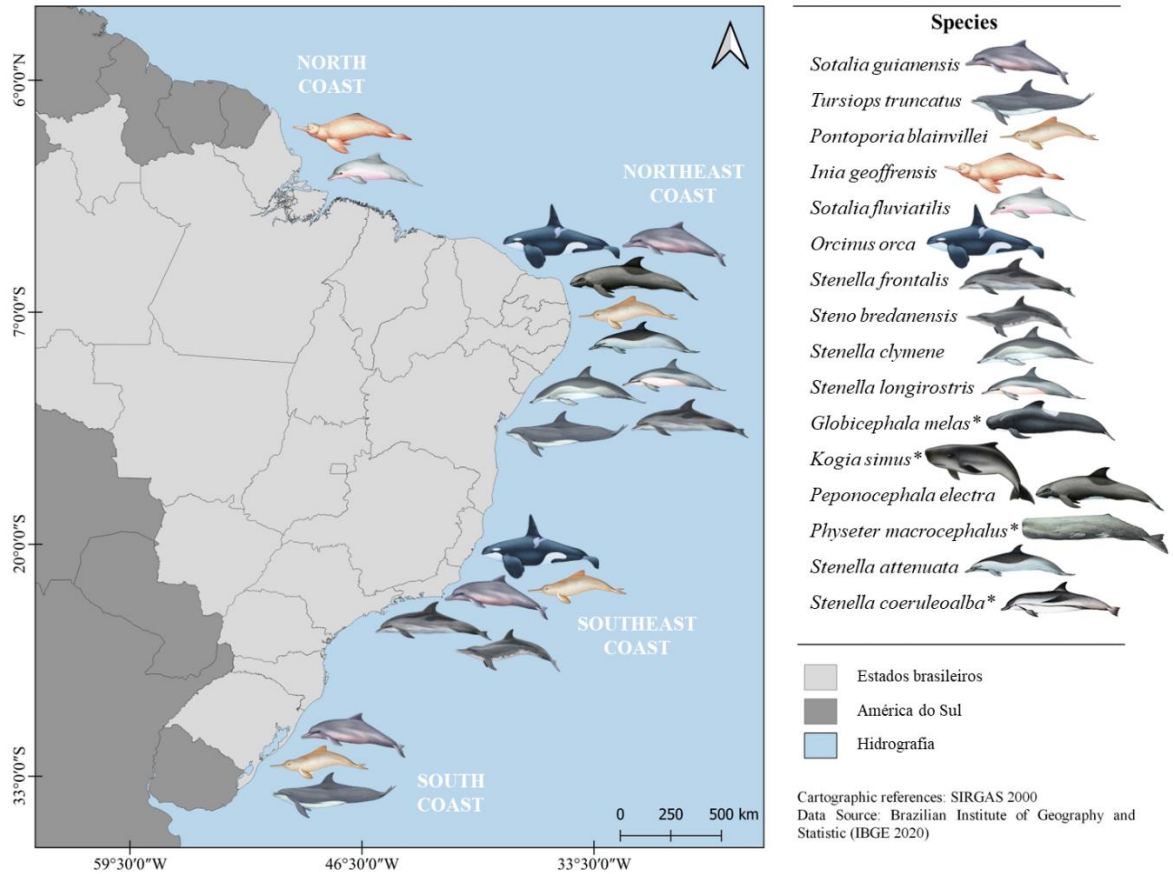 NORTH
COAST
NORTHEAST
COAST
SOUTHEAST
COAST
SOUTH
COAST
6°0'0"N
7°0'0"S
20°0'0"S
33°0'0"S
59°30'0"W
46°30'0"W
33°30'0"W
0 250 500 km
Species
Sotalia guianensis
Tursiops truncatus
Pontoporia blainvillei
Inia geoffrensis
Sotalia fluviatilis
Orcinus orca
Stenella frontalis
Steno bredanensis
Stenella clymene
Stenella longirostris
Globicephala melas*
Kogia simus*
Peponocephala electra
Physeter macrocephalus*
Stenella attenuata
Stenella coeruleoalba*
Estados brasileiros
América do Sul
Hidrografia
Cartographic references: SIRGAS 2000
Data Source: Brazilian Institute of Geography and
Statistic (IBGE 2020)